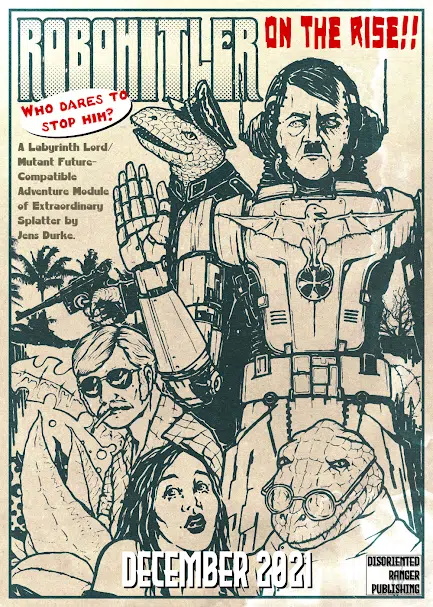 ROBOHITLER
ON THE RISE!!
WHO DARES TO
STOP HIM?
A Labyrinth Lord/
Mutant Future-
Compatible
Adventure Module
of Extraordinary
Splatter by
Jens Durke.
DECEMBER 2021
DISORIENTED
RANGER
PUBLISHING